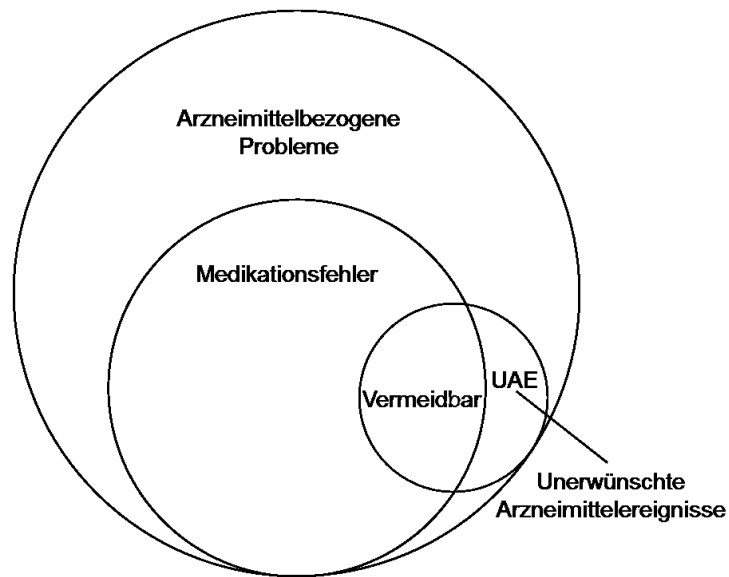 Arzneimittelbezogene
Probleme
Medikationsfehler
Vermeidbar
UAE
Unerwünschte
Arzneimittelereignisse